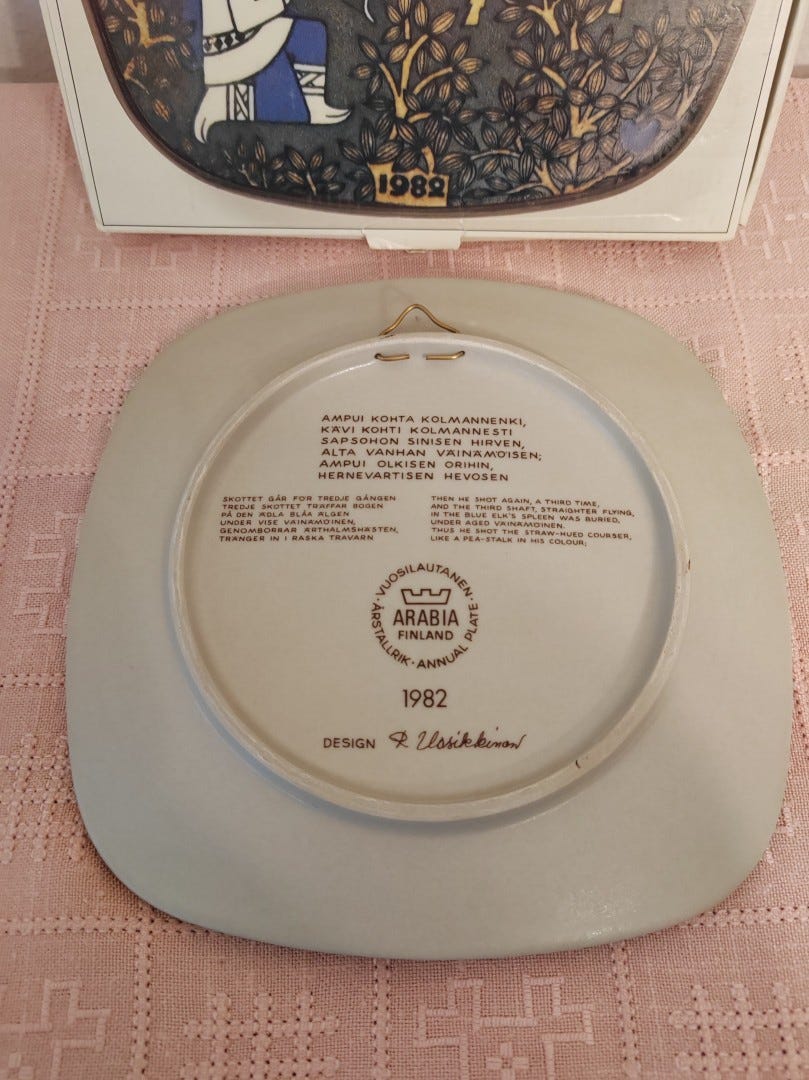 1982
AMPUI KOHTA KOLMANNENKI,
KÄVI KOHTI KOLMANNESTI
SAPSOHON SINISEN HIRVEN,
ALTA VANHAN VÄINÄMÖISEN;
AMPUI OLKISEN ORIHIN,
HERNEVARTISEN HEVOSEN
SKOTTET GÅR FÖR TREDJE GÅNGEN
TREDJE SKOTTET TRÄFFAR BOGEN
PÅ DEN ÄDLA BLÅA ÄLGEN
UNDER VISE VÄINÄMÖINEN,
GENOMBORRAR ÄRTHALMSHÄSTEN,
TRÄNGER IN I RASKA TRAVARN
THEN HE SHOT AGAIN, A THIRD TIME,
AND THE THIRD SHAFT, STRAIGHTER FLYING,
IN THE BLUE ELK'S SPLEEN WAS BURIED,
UNDER AGED VÄINÄMÖINEN.
THUS HE SHOT THE STRAW-HUED COURSER,
LIKE A PEA-STALK IN HIS COLOUR;
· VUOSILAUTANEN ·
ARABIA
FINLAND
ÅRSTALLRIK · ANNUAL PLATE
1982
DESIGN R Uosikkinen